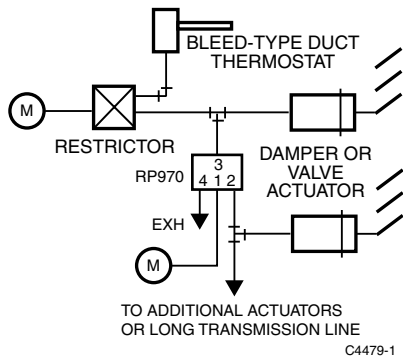 BLEED-TYPE DUCT
THERMOSTAT
M
RESTRICTOR
DAMPER OR
VALVE
ACTUATOR
RP970
3
4 1 2
EXH
M
TO ADDITIONAL ACTUATORS
OR LONG TRANSMISSION LINE
C4479-1